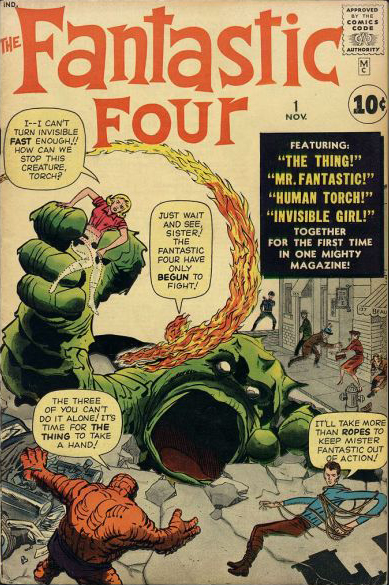 IND.
THE
Fantastic
FOUR
APPROVED
BY THE
COMICS
CODE
AUTHORITY
M
C
1
NOV.
10¢
I--I CAN'T
TURN INVISIBLE
FAST ENOUGH!!
HOW CAN WE
STOP THIS
CREATURE,
TORCH?
FEATURING:
"THE THING!"
"MR. FANTASTIC!"
"HUMAN TORCH!"
"INVISIBLE GIRL!"
TOGETHER
FOR THE FIRST TIME
IN ONE MIGHTY
MAGAZINE!
JUST WAIT
AND SEE,
SISTER!
THE
FANTASTIC
FOUR HAVE
ONLY
BEGUN TO
FIGHT!
THE THREE
OF YOU CAN'T
DO IT ALONE! IT'S
TIME FOR THE
THING TO TAKE
A HAND!
IT'LL TAKE MORE
THAN ROPES TO
KEEP MISTER
FANTASTIC OUT
OF ACTION!